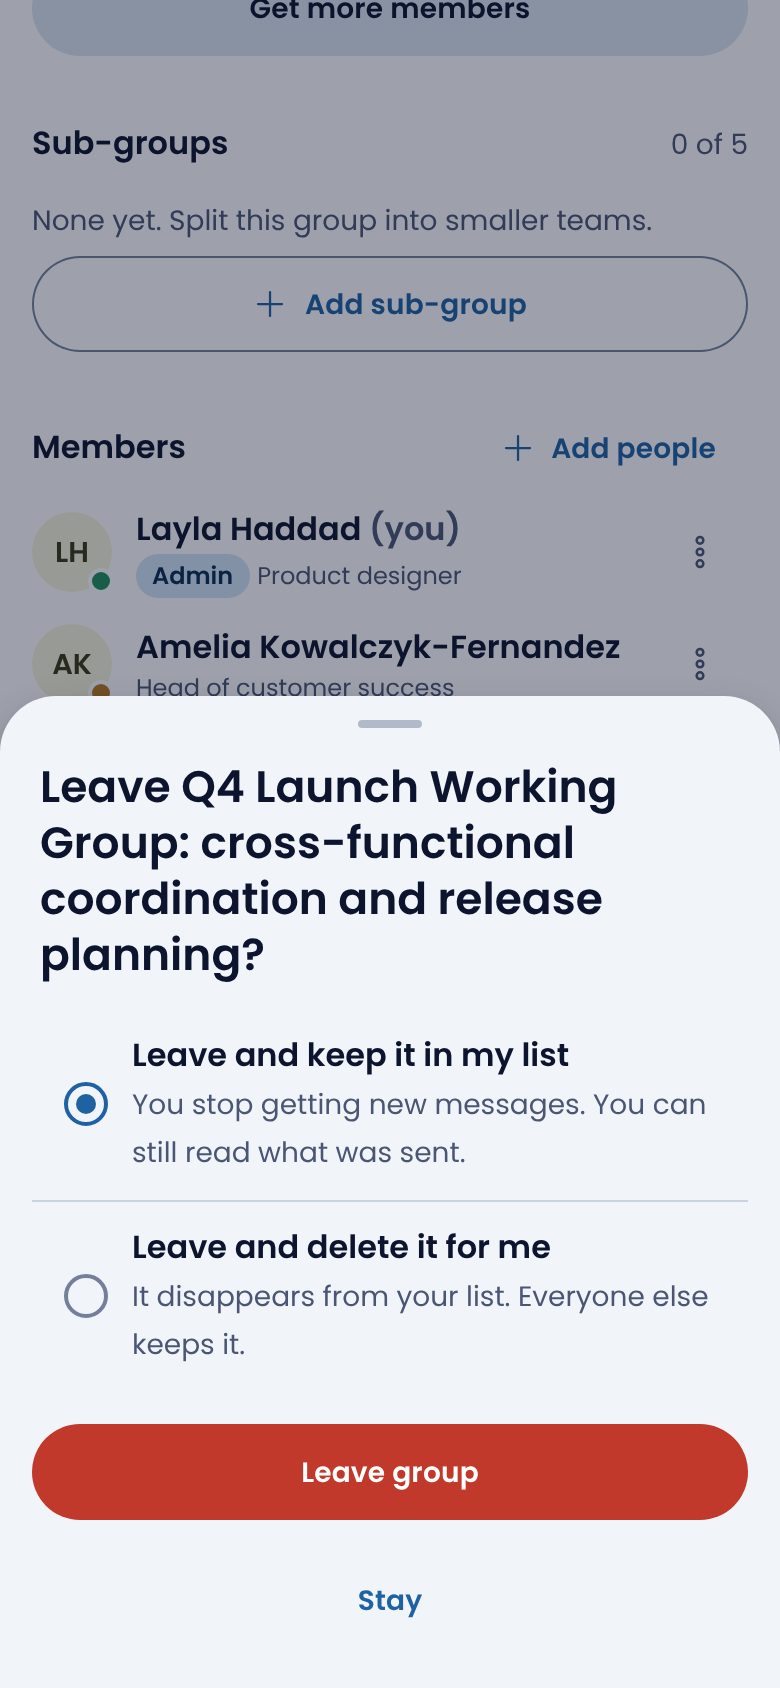 Get more members
Sub-groups
0 of 5
None yet. Split this group into smaller teams.
Add sub-group
Members
Add people
LH
Layla Haddad (you)
Admin
Product designer
AK
Amelia Kowalczyk-Fernandez
Head of customer success
Leave Q4 Launch Working
Group: cross-functional
coordination and release
planning?
Leave and keep it in my list
You stop getting new messages. You can
still read what was sent.
Leave and delete it for me
It disappears from your list. Everyone else
keeps it.
Leave group
Stay